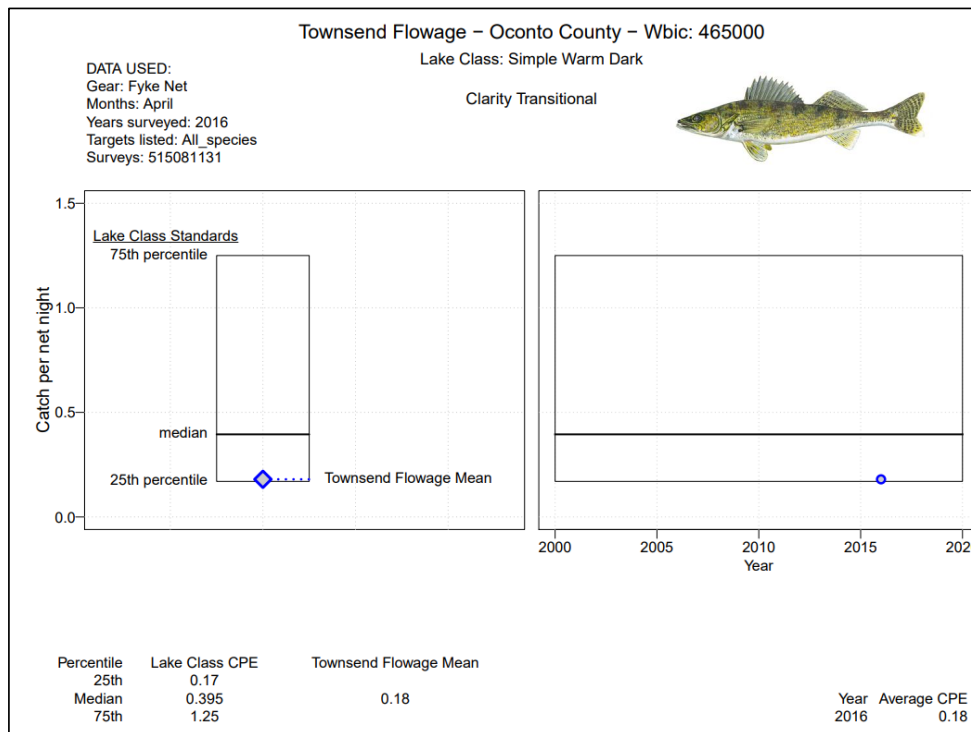 Townsend Flowage − Oconto County − Wbic: 465000
Lake Class: Simple Warm Dark
DATA USED:
Gear: Fyke Net
Months: April
Years surveyed: 2016
Targets listed: All_species
Surveys: 515081131
Clarity Transitional
Catch per net night
1.5
1.0
0.5
0.0
Lake Class Standards
75th percentile
median
25th percentile
Townsend Flowage Mean
2000
2005
2010
2015
202
Year
Percentile Lake Class CPE Townsend Flowage Mean
25th 0.17
Median 0.395 0.18
75th 1.25
Year Average CPE
2016 0.18